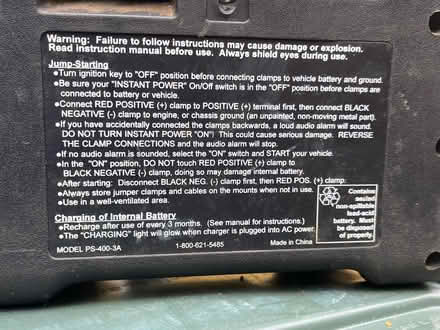 Warning: Failure to follow instructions may cause damage or explosion.
Read instruction manual before use. Always shield eyes during use.
Jump-Starting
●Turn ignition key to "OFF" position before connecting clamps to vehicle battery and ground.
●Be sure your "INSTANT POWER" On/Off switch is in the "OFF" position before clamps are
connected to battery or vehicle.
●Connect RED POSITIVE (+) clamp to POSITIVE (+) terminal first, then connect BLACK
NEGATIVE (-) clamp to engine, or chassis ground (an unpainted, non-moving metal part).
●If you have accidentally connected the clamps backwards, a loud audio alarm will sound.
DO NOT TURN INSTANT POWER "ON"! This could cause serious damage. REVERSE
THE CLAMP CONNECTIONS and the audio alarm will stop.
●If no audio alarm is sounded, select the "ON" switch and START your vehicle.
●In the "ON" position, DO NOT touch RED POSITIVE (+) clamp to
BLACK NEGATIVE (-) clamp, doing so may damage internal battery.
●After starting: Disconnect BLACK NEG. (-) clamp first, then RED POS. (+) clamp.
●Always store jumper clamps and cables on the mounts when not in use.
●Use in a well-ventilated area.
Charging of Internal Battery
●Recharge after use of every 3 months. (See manual for instructions.)
●The "CHARGING" light will glow when charger is plugged into AC power.
MODEL PS-400-3A 1-800-621-5485 Made in China
Contains
sealed
non-spillable
lead-acid
battery. Must
be disposed
of properly.